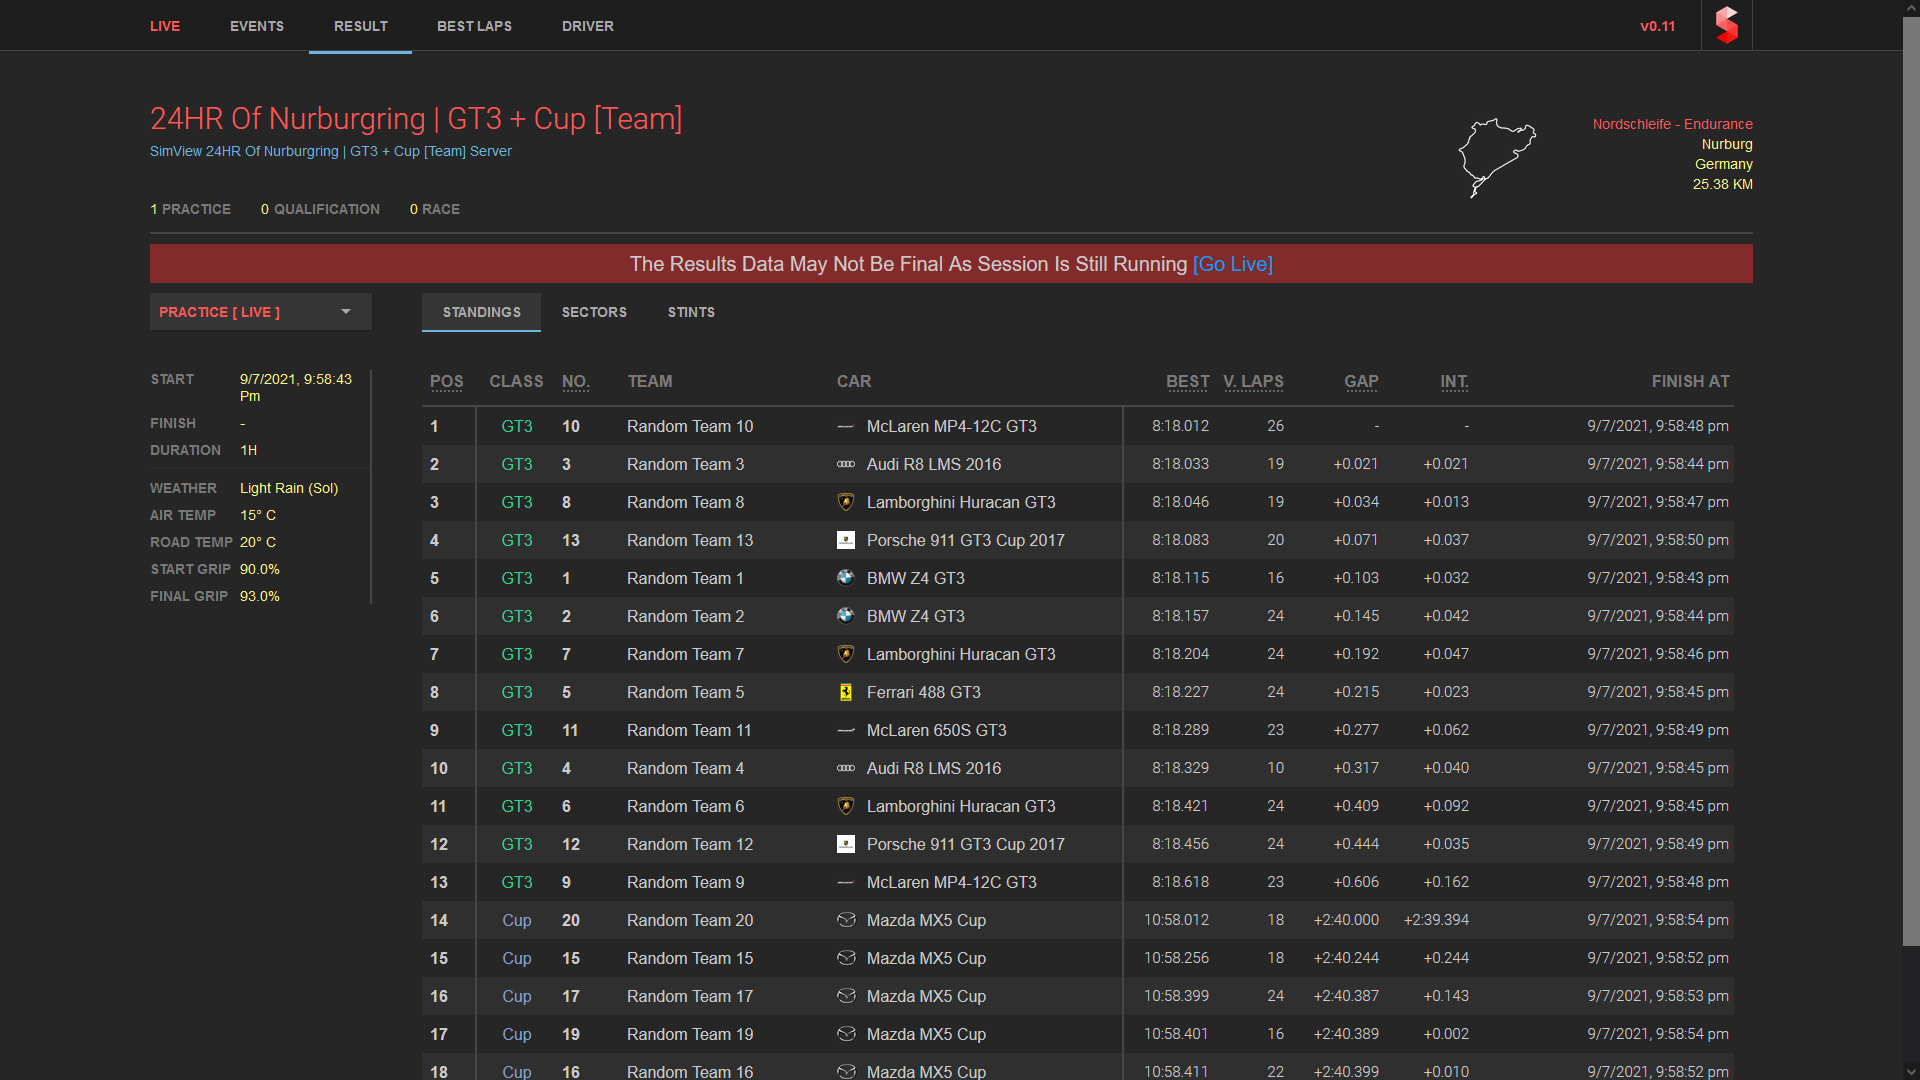 LIVE EVENTS RESULT BEST LAPS DRIVER v0.11
24HR Of Nurburgring | GT3 + Cup [Team]
SimView 24HR Of Nurburgring | GT3 + Cup [Team] Server
Nordschleife - Endurance
Nurburg
Germany
25.38 KM
1 PRACTICE 0 QUALIFICATION 0 RACE
The Results Data May Not Be Final As Session Is Still Running [Go Live]
PRACTICE [ LIVE ]
STANDINGS SECTORS STINTS
START 9/7/2021, 9:58:43 Pm
FINISH -
DURATION 1H
WEATHER Light Rain (Sol)
AIR TEMP 15° C
ROAD TEMP 20° C
START GRIP 90.0%
FINAL GRIP 93.0%
POS CLASS NO. TEAM CAR BEST V. LAPS GAP INT. FINISH AT
1 GT3 10 Random Team 10 McLaren MP4-12C GT3 8:18.012 26 - - 9/7/2021, 9:58:48 pm
2 GT3 3 Random Team 3 Audi R8 LMS 2016 8:18.033 19 +0.021 +0.021 9/7/2021, 9:58:44 pm
3 GT3 8 Random Team 8 Lamborghini Huracan GT3 8:18.046 19 +0.034 +0.013 9/7/2021, 9:58:47 pm
4 GT3 13 Random Team 13 Porsche 911 GT3 Cup 2017 8:18.083 20 +0.071 +0.037 9/7/2021, 9:58:50 pm
5 GT3 1 Random Team 1 BMW Z4 GT3 8:18.115 16 +0.103 +0.032 9/7/2021, 9:58:43 pm
6 GT3 2 Random Team 2 BMW Z4 GT3 8:18.157 24 +0.145 +0.042 9/7/2021, 9:58:44 pm
7 GT3 7 Random Team 7 Lamborghini Huracan GT3 8:18.204 24 +0.192 +0.047 9/7/2021, 9:58:46 pm
8 GT3 5 Random Team 5 Ferrari 488 GT3 8:18.227 24 +0.215 +0.023 9/7/2021, 9:58:45 pm
9 GT3 11 Random Team 11 McLaren 650S GT3 8:18.289 23 +0.277 +0.062 9/7/2021, 9:58:49 pm
10 GT3 4 Random Team 4 Audi R8 LMS 2016 8:18.329 10 +0.317 +0.040 9/7/2021, 9:58:45 pm
11 GT3 6 Random Team 6 Lamborghini Huracan GT3 8:18.421 24 +0.409 +0.092 9/7/2021, 9:58:45 pm
12 GT3 12 Random Team 12 Porsche 911 GT3 Cup 2017 8:18.456 24 +0.444 +0.035 9/7/2021, 9:58:49 pm
13 GT3 9 Random Team 9 McLaren MP4-12C GT3 8:18.618 23 +0.606 +0.162 9/7/2021, 9:58:48 pm
14 Cup 20 Random Team 20 Mazda MX5 Cup 10:58.012 18 +2:40.000 +2:39.394 9/7/2021, 9:58:54 pm
15 Cup 15 Random Team 15 Mazda MX5 Cup 10:58.256 18 +2:40.244 +0.244 9/7/2021, 9:58:52 pm
16 Cup 17 Random Team 17 Mazda MX5 Cup 10:58.399 24 +2:40.387 +0.143 9/7/2021, 9:58:53 pm
17 Cup 19 Random Team 19 Mazda MX5 Cup 10:58.401 16 +2:40.389 +0.002 9/7/2021, 9:58:54 pm
18 Cup 16 Random Team 16 Mazda MX5 Cup 10:58.411 22 +2:40.399 +0.010 9/7/2021, 9:58:52 pm